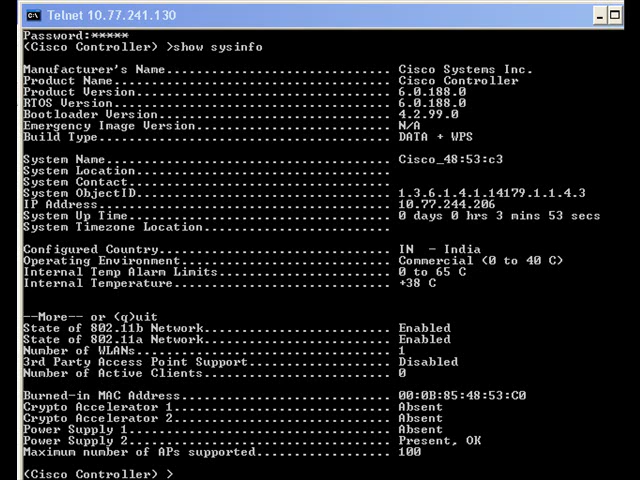 Telnet 10.77.241.130
Password:*****
(Cisco Controller) >show sysinfo
Manufacturer's Name.............................. Cisco Systems Inc.
Product Name..................................... Cisco Controller
Product Version.................................. 6.0.188.0
RTOS Version..................................... 6.0.188.0
Bootloader Version............................... 4.2.99.0
Emergency Image Version.......................... N/A
Build Type....................................... DATA + WPS
System Name...................................... Cisco_48:53:c3
System Location..................................
System Contact...................................
System ObjectID.................................. 1.3.6.1.4.1.14179.1.1.4.3
IP Address....................................... 10.77.244.206
System Up Time................................... 0 days 0 hrs 3 mins 53 secs
System Timezone Location.........................
Configured Country............................... IN  - India
Operating Environment............................ Commercial (0 to 40 C)
Internal Temp Alarm Limits....................... 0 to 65 C
Internal Temperature............................. +38 C
--More-- or (q)uit
State of 802.11b Network......................... Enabled
State of 802.11a Network......................... Enabled
Number of WLANs.................................. 1
3rd Party Access Point Support................... Disabled
Number of Active Clients......................... 0
Burned-in MAC Address............................ 00:0B:85:48:53:C0
Crypto Accelerator 1............................. Absent
Crypto Accelerator 2............................. Absent
Power Supply 1................................... Absent
Power Supply 2................................... Present, OK
Maximum number of APs supported.................. 100
(Cisco Controller) >